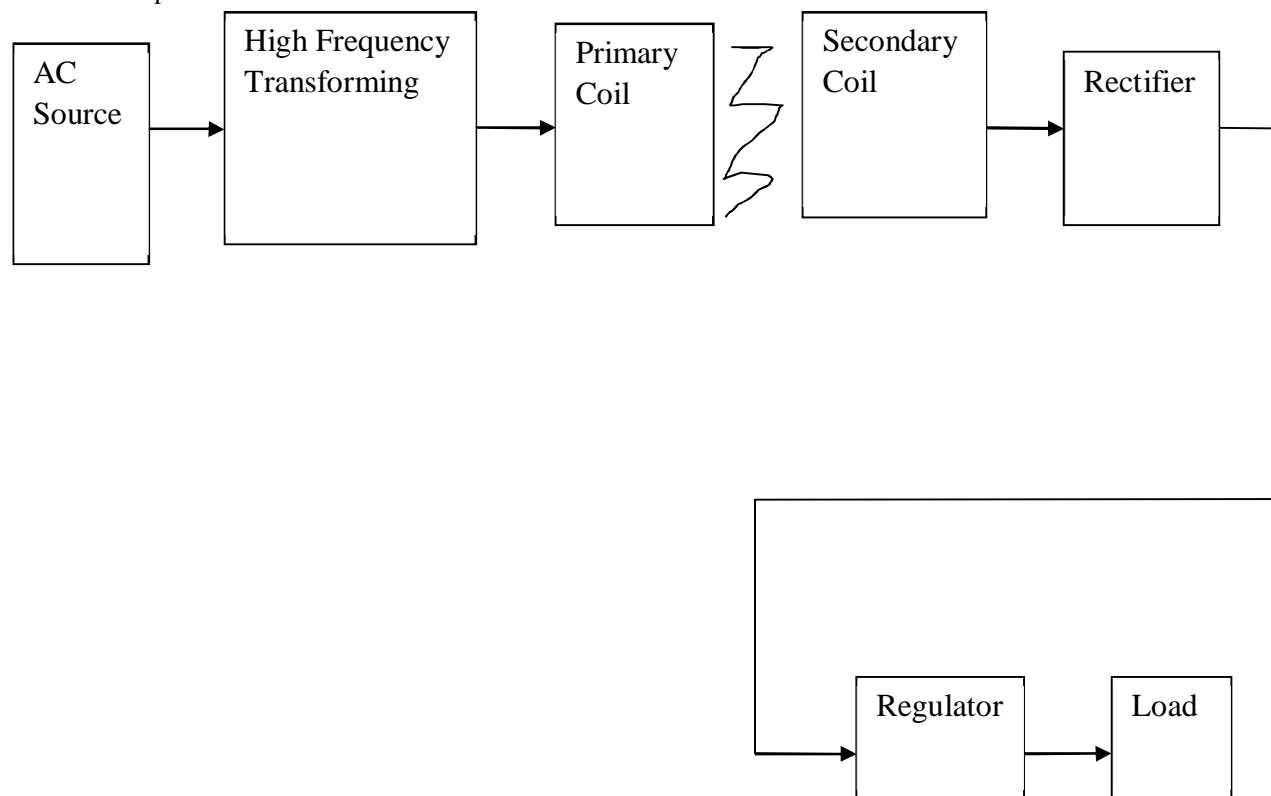 AC
Source
High Frequency
Transforming
Primary
Coil
Secondary
Coil
Rectifier
Regulator
Load